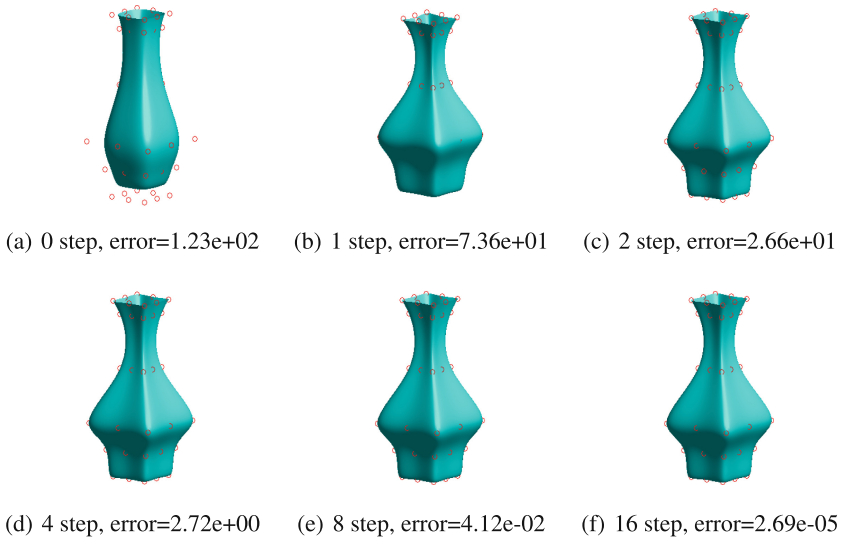 (a) 0 step, error=1.23e+02
(b) 1 step, error=7.36e+01
(c) 2 step, error=2.66e+01
(d) 4 step, error=2.72e+00
(e) 8 step, error=4.12e-02
(f) 16 step, error=2.69e-05